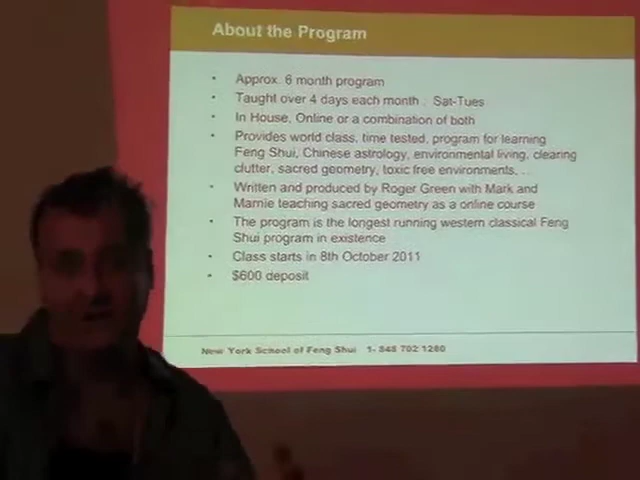 About the Program
• Approx. 6 month program
• Taught over 4 days each month . Sat-Tues
• In House, Online or a combination of both
• Provides world class, time tested, program for learning
Feng Shui, Chinese astrology, environmental living, clearing
clutter, sacred geometry, toxic free environments, ...
• Written and produced by Roger Green with Mark and
Marnie teaching sacred geometry as a online course
• The program is the longest running western classical Feng
Shui program in existence
• Class starts in 8th October 2011
• $600 deposit
New York School of Feng Shui 1- 848 702 1280